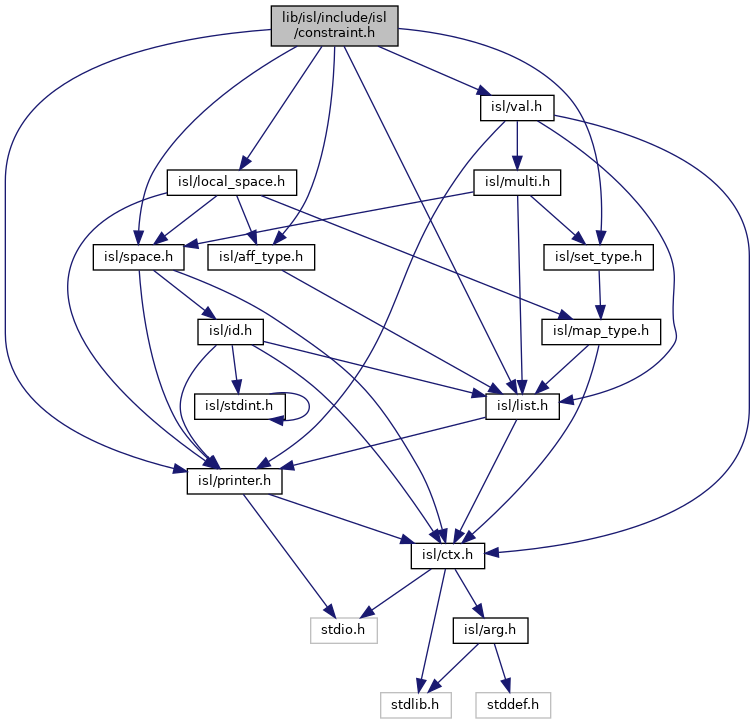 lib/isl/include/isl
/constraint.h
isl/val.h
isl/local_space.h
isl/multi.h
isl/space.h
isl/aff_type.h
isl/set_type.h
isl/id.h
isl/map_type.h
isl/stdint.h
isl/list.h
isl/printer.h
isl/ctx.h
stdio.h
isl/arg.h
stdlib.h
stddef.h